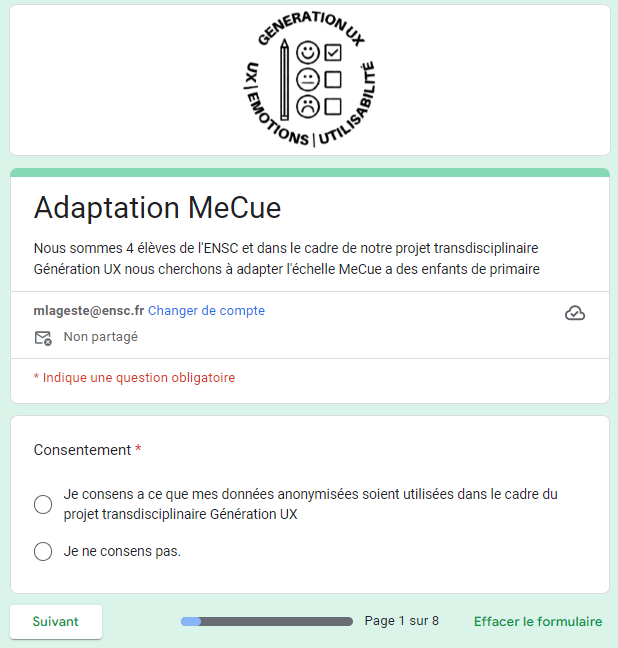 GENERATION UX
UX | EMOTIONS | UTILISABILITÉ
Adaptation MeCue
Nous sommes 4 élèves de l'ENSC et dans le cadre de notre projet transdisciplinaire
Génération UX nous cherchons à adapter l'échelle MeCue a des enfants de primaire
mlageste@ensc.fr Changer de compte
Non partagé
* Indique une question obligatoire
Consentement *
Je consens a ce que mes données anonymisées soient utilisées dans le cadre du
projet transdisciplinaire Génération UX
Je ne consens pas.
Suivant Page 1 sur 8 Effacer le formulaire